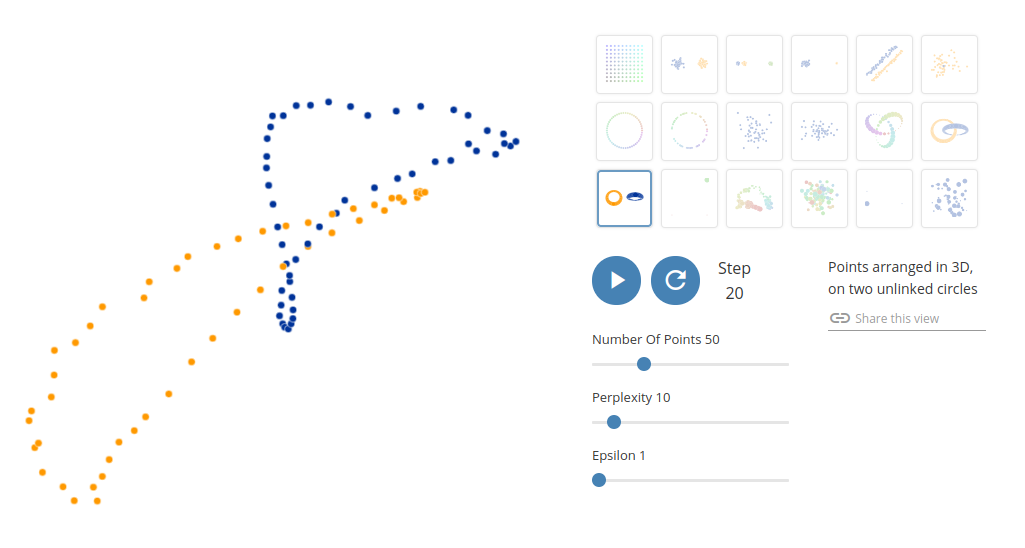 Step
20
Points arranged in 3D,
on two unlinked circles
Share this view
Number Of Points 50
Perplexity 10
Epsilon 1